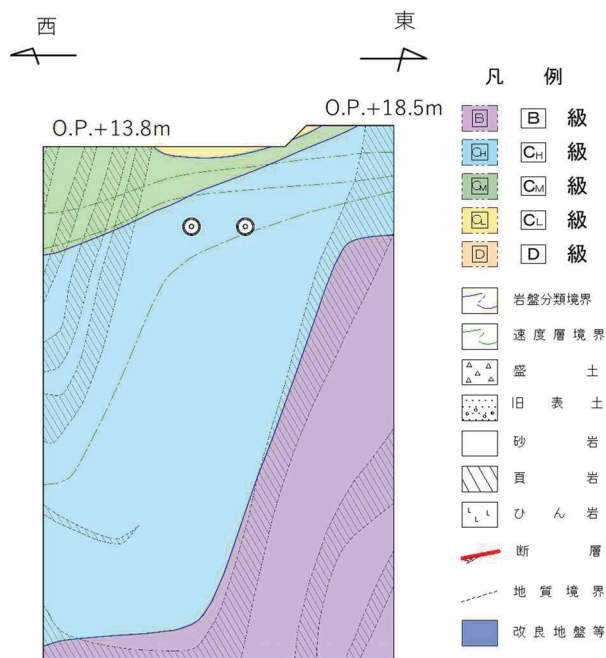 西
東
O.P.+13.8m
O.P.+18.5m
凡 例
B B 級
CH CH 級
CM CM 級
CL CL 級
D D 級
岩盤分類境界
速度層境界
盛 土
旧 表 土
砂 岩
頁 岩
ひ ん 岩
断 層
地 質 境 界
改 良 地 盤 等